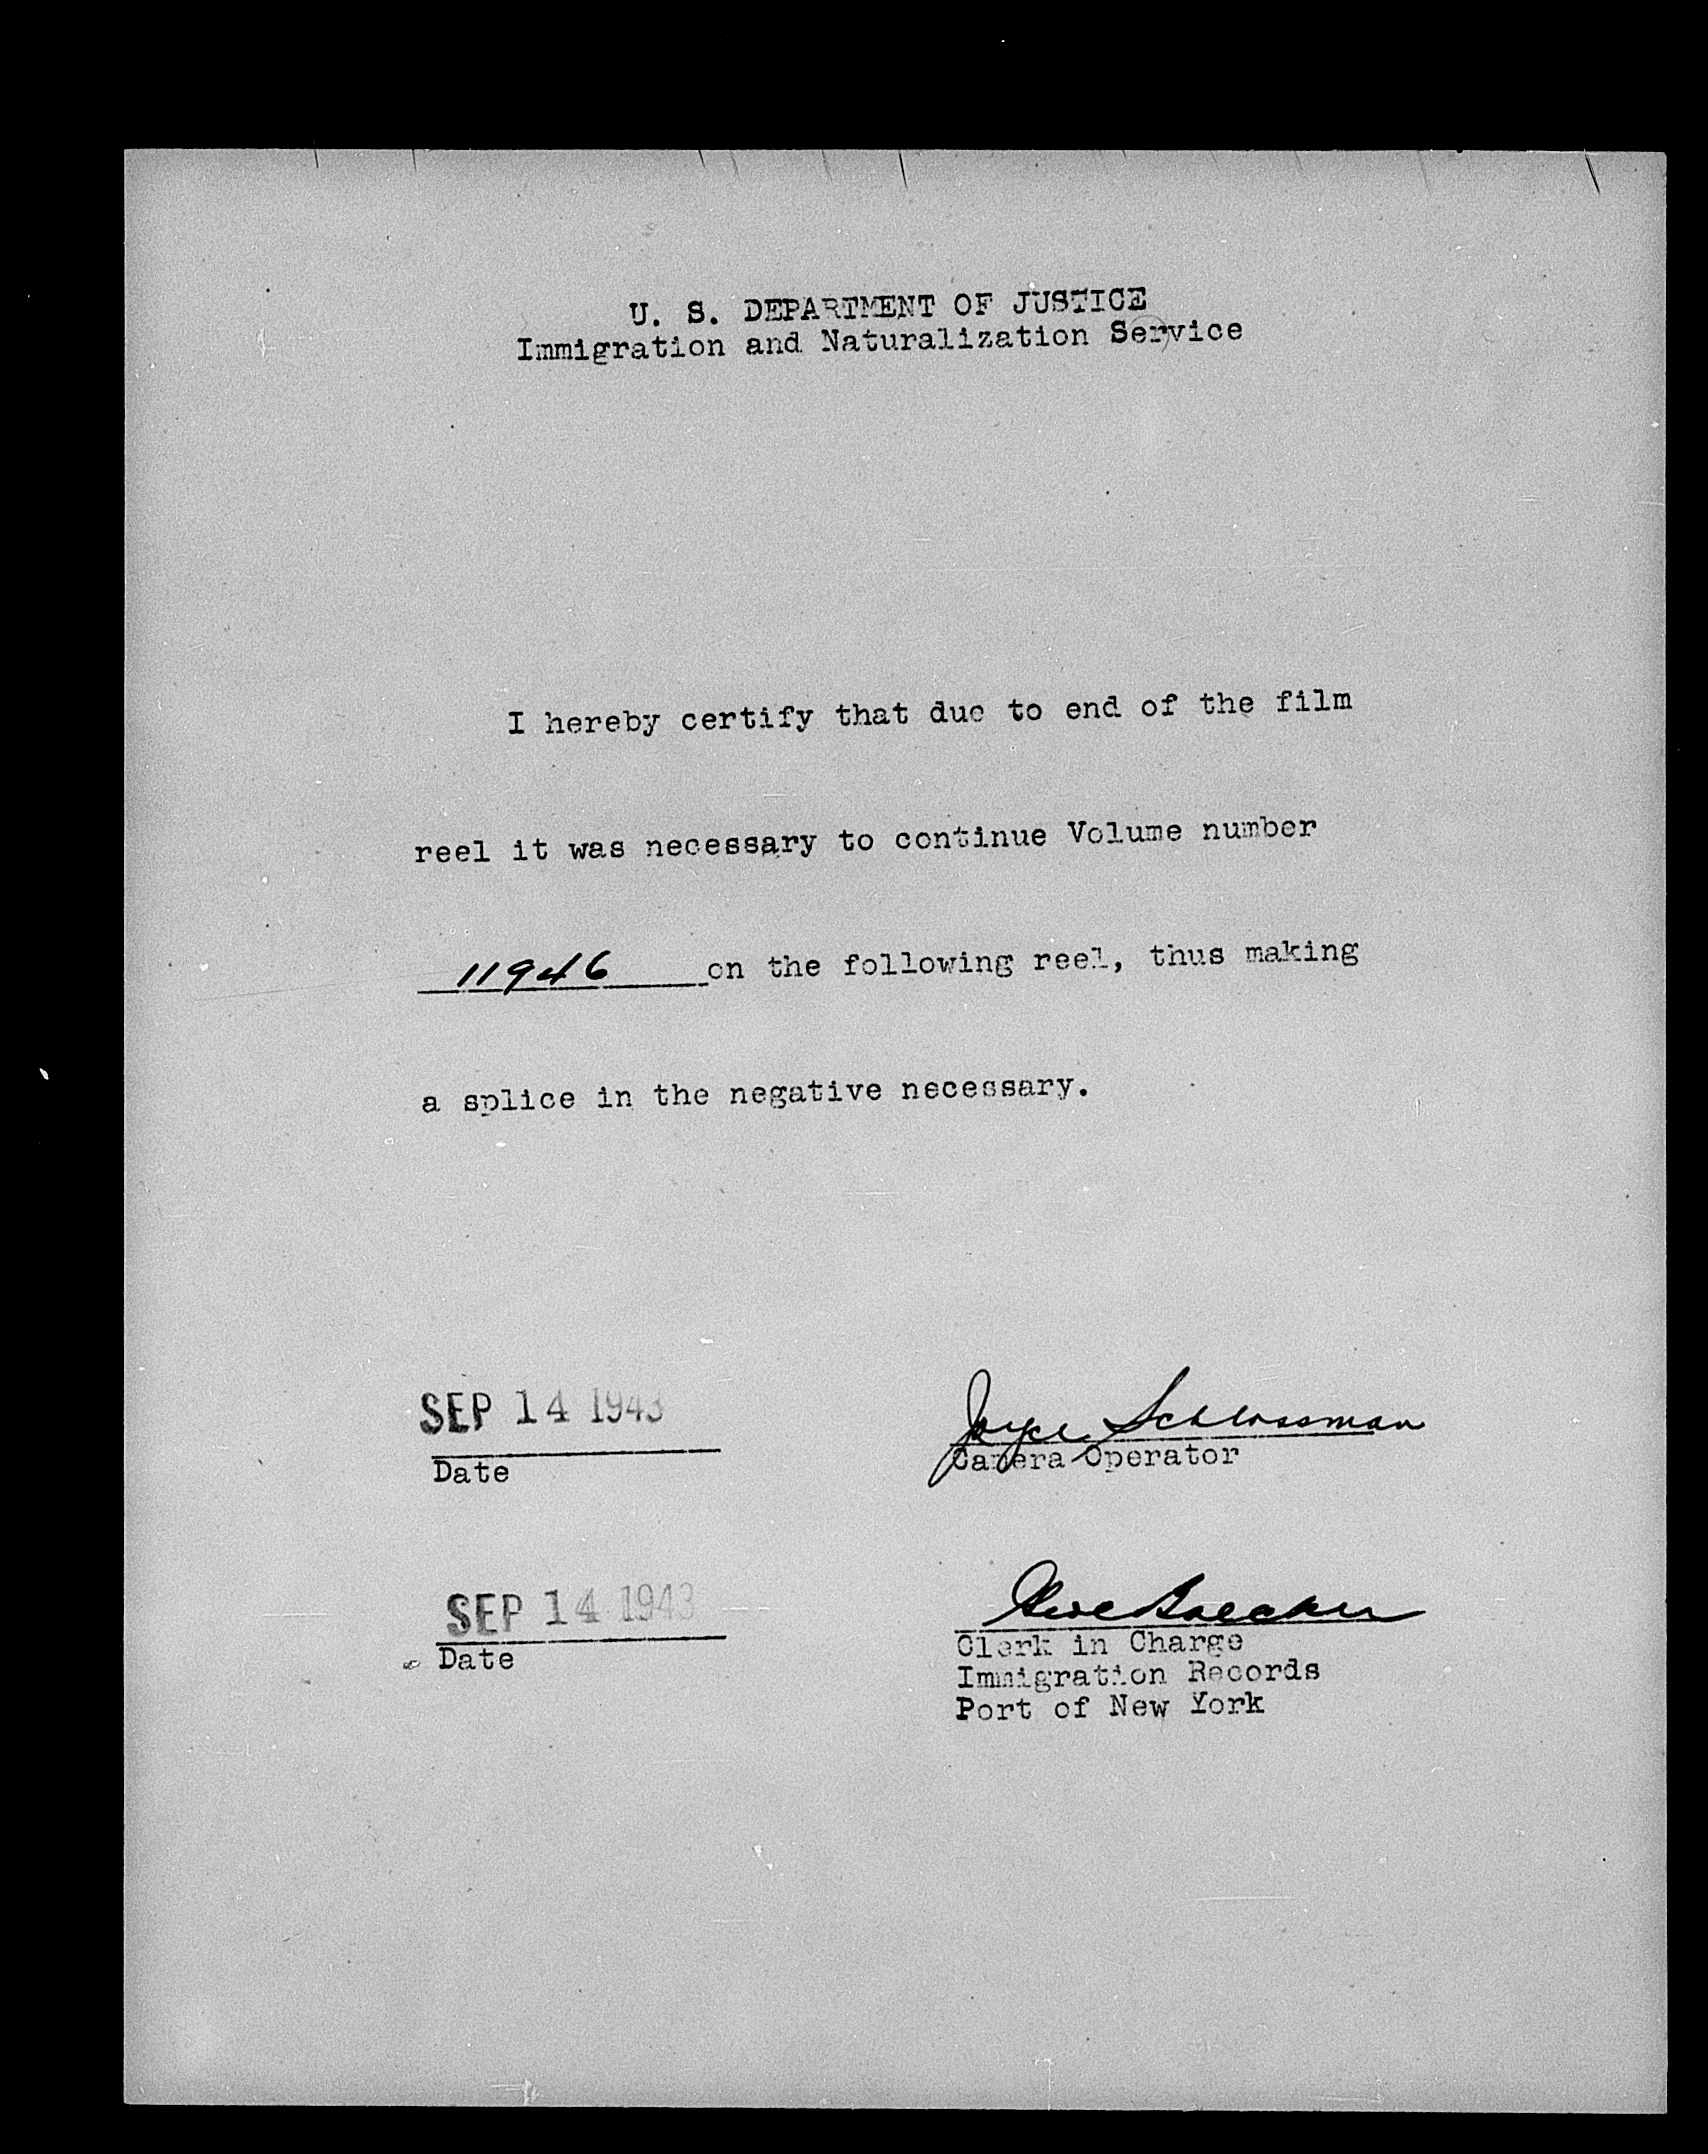 U. S. DEPARTMENT OF JUSTICE
Immigration and Naturalization Service
I hereby certify that due to end of the film
reel it was necessary to continue Volume number
11946 on the following reel, thus making
a splice in the negative necessary.
SEP 14 1943
Date
Joyce Schlossman
Camera Operator
SEP 14 1943
Date
Clerk in Charge
Immigration Records
Port of New York